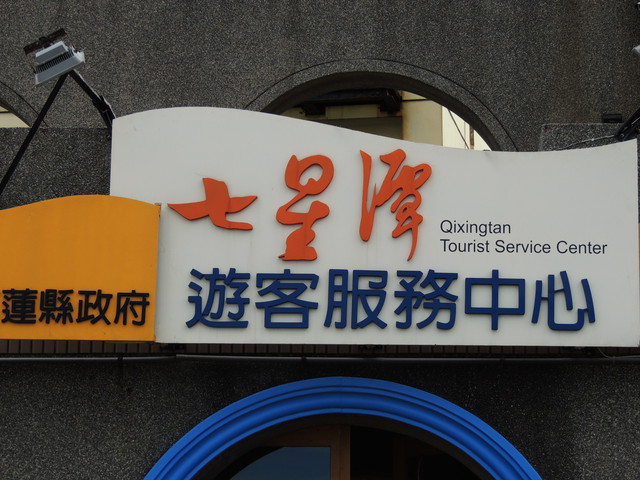 七星潭
Qixingtan
Tourist Service Center
遊客服務中心
蓮縣政府